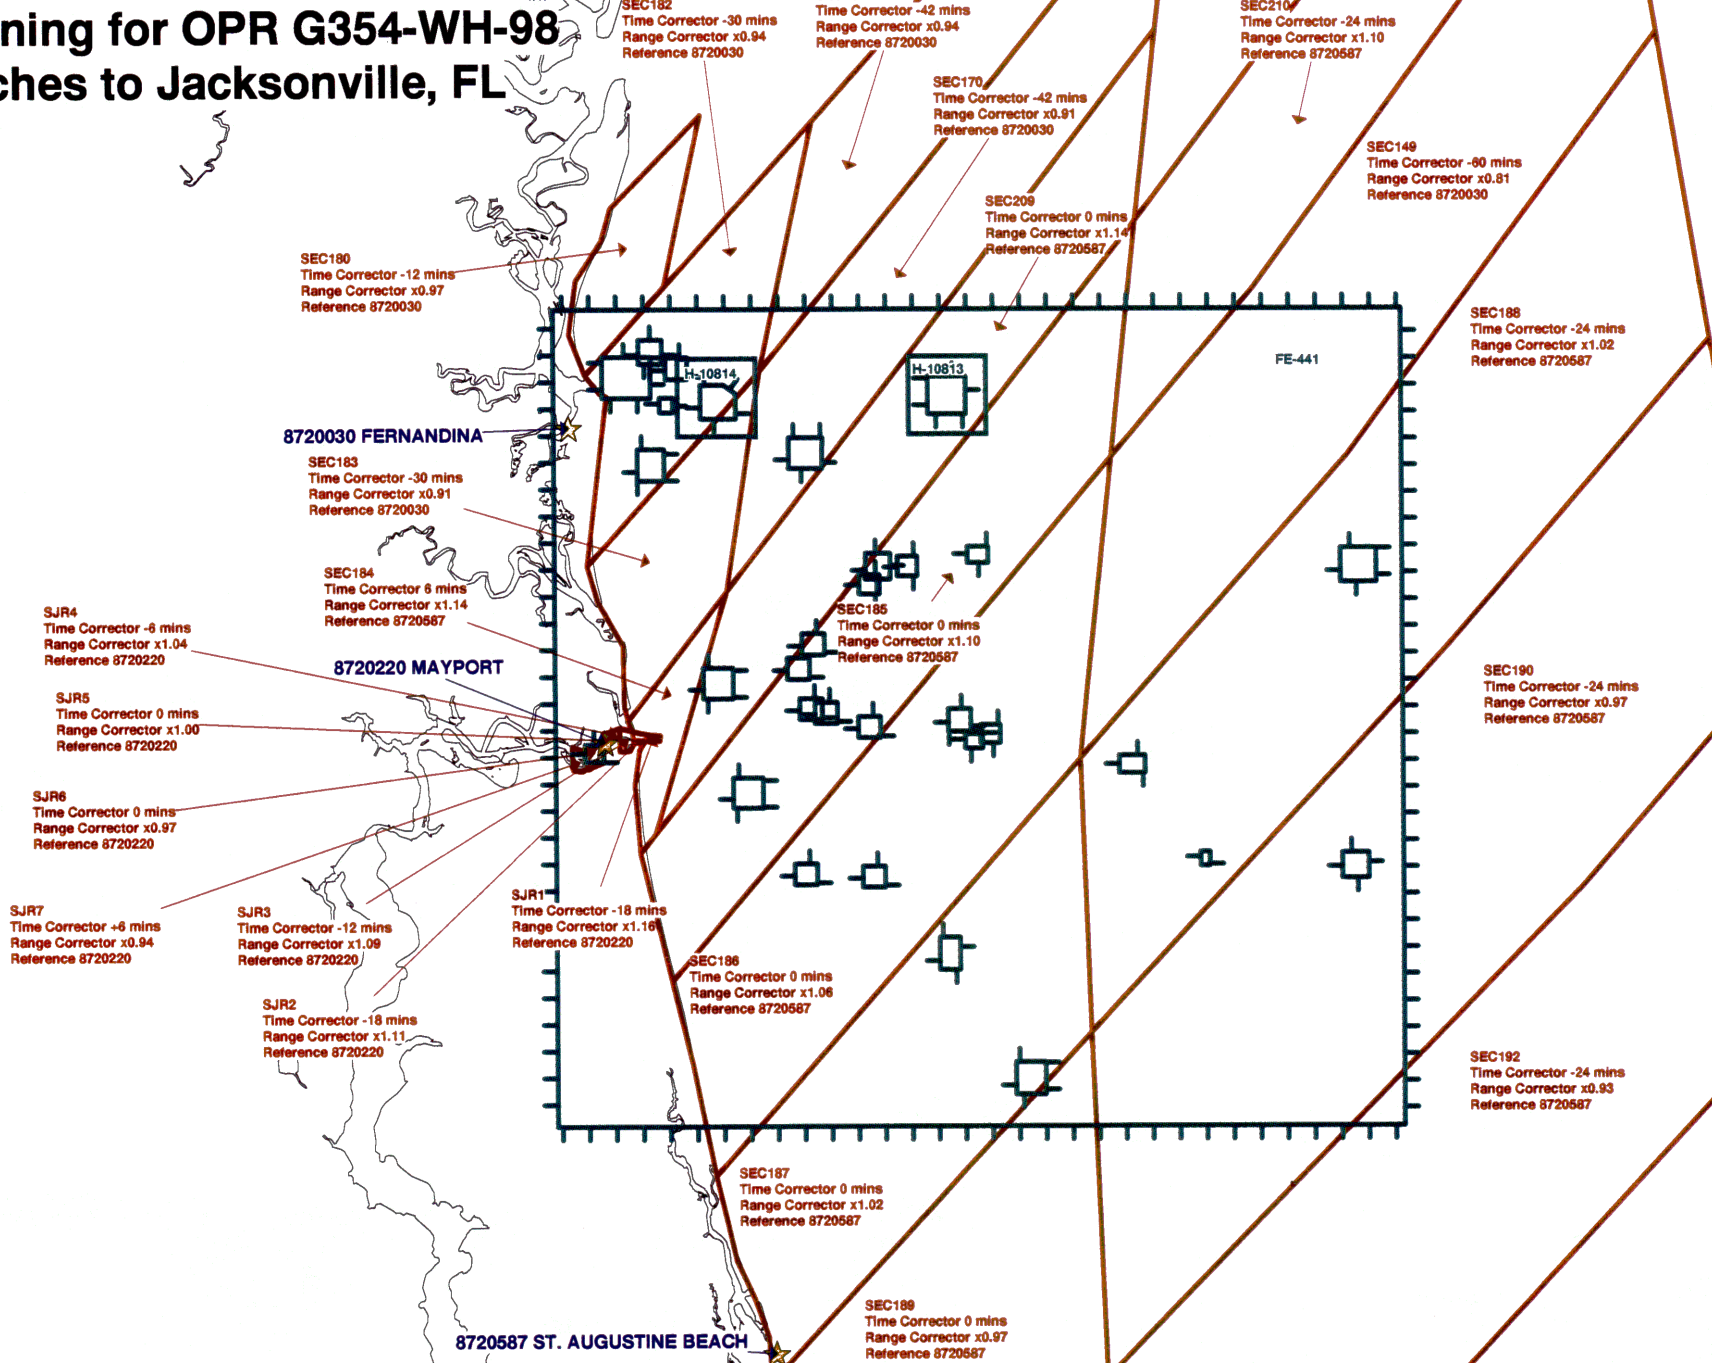 ning for OPR G354-WH-98
ches to Jacksonville, FL
SEC182
Time Corrector -30 mins
Range Corrector x0.94
Reference 8720030
Time Corrector -42 mins
Range Corrector x0.94
Reference 8720030
SEC210
Time Corrector -24 mins
Range Corrector x1.10
Reference 8720587
SEC170
Time Corrector -42 mins
Range Corrector x0.91
Reference 8720030
SEC149
Time Corrector -60 mins
Range Corrector x0.81
Reference 8720030
SEC209
Time Corrector 0 mins
Range Corrector x1.14
Reference 8720587
SEC180
Time Corrector -12 mins
Range Corrector x0.97
Reference 8720030
SEC188
Time Corrector -24 mins
Range Corrector x1.02
Reference 8720587
FE-441
H-10814
H-10813
8720030 FERNANDINA
SEC183
Time Corrector -30 mins
Range Corrector x0.91
Reference 8720030
SEC184
Time Corrector 6 mins
Range Corrector x1.14
Reference 8720587
SEC185
Time Corrector 0 mins
Range Corrector x1.10
Reference 8720587
SJR4
Time Corrector -6 mins
Range Corrector x1.04
Reference 8720220
8720220 MAYPORT
SEC190
Time Corrector -24 mins
Range Corrector x0.97
Reference 8720587
SJR5
Time Corrector 0 mins
Range Corrector x1.00
Reference 8720220
SJR6
Time Corrector 0 mins
Range Corrector x0.97
Reference 8720220
SJR7
Time Corrector +6 mins
Range Corrector x0.94
Reference 8720220
SJR3
Time Corrector -12 mins
Range Corrector x1.09
Reference 8720220
SJR1
Time Corrector -18 mins
Range Corrector x1.16
Reference 8720220
SEC186
Time Corrector 0 mins
Range Corrector x1.06
Reference 8720587
SJR2
Time Corrector -18 mins
Range Corrector x1.11
Reference 8720220
SEC192
Time Corrector -24 mins
Range Corrector x0.93
Reference 8720587
SEC187
Time Corrector 0 mins
Range Corrector x1.02
Reference 8720587
SEC189
Time Corrector 0 mins
Range Corrector x0.97
Reference 8720587
8720587 ST. AUGUSTINE BEACH